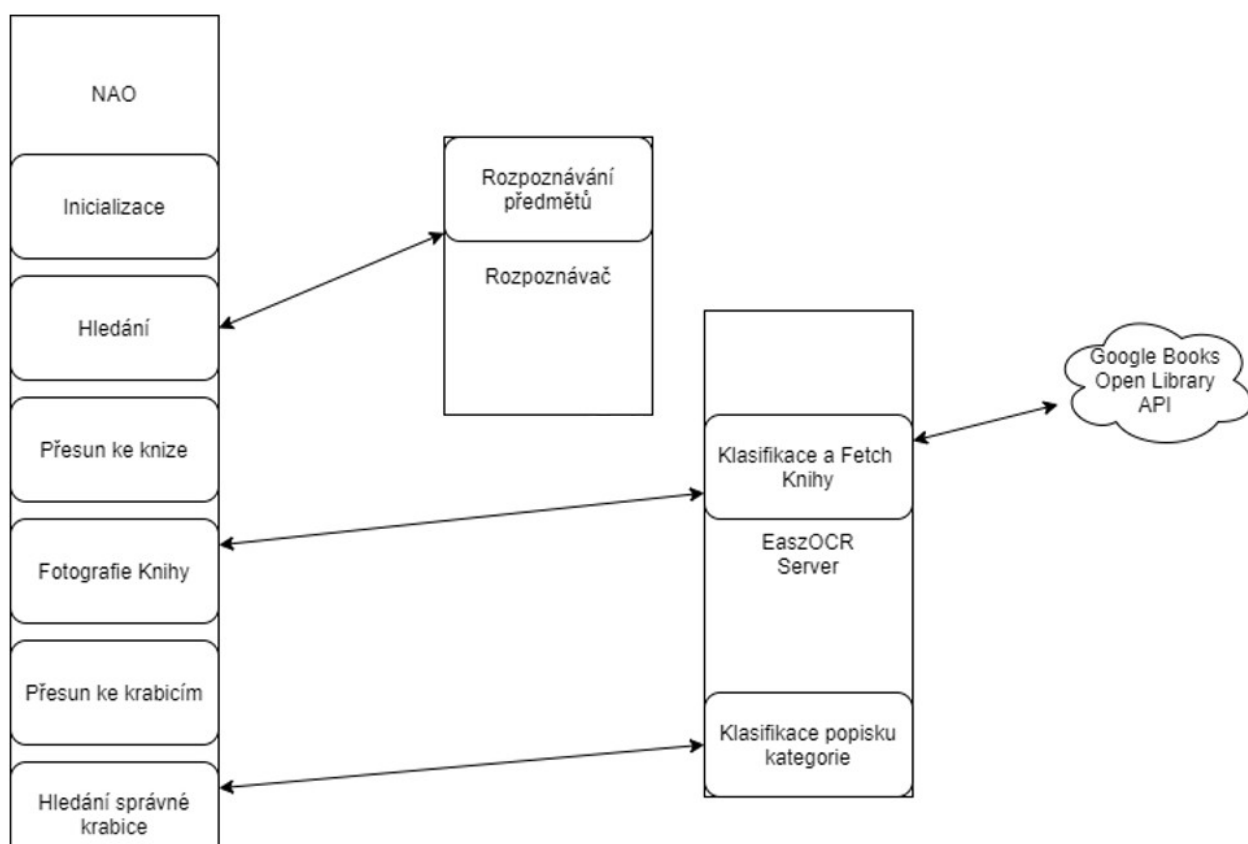 NAO
Inicializace
Hledání
Přesun ke knize
Fotografie Knihy
Přesun ke krabicím
Hledání správné
krabice
Rozpoznávání
předmětů
Rozpoznávač
Klasifikace a Fetch
Knihy
EaszOCR
Server
Klasifikace popisku
kategorie
Google Books
Open Library
API